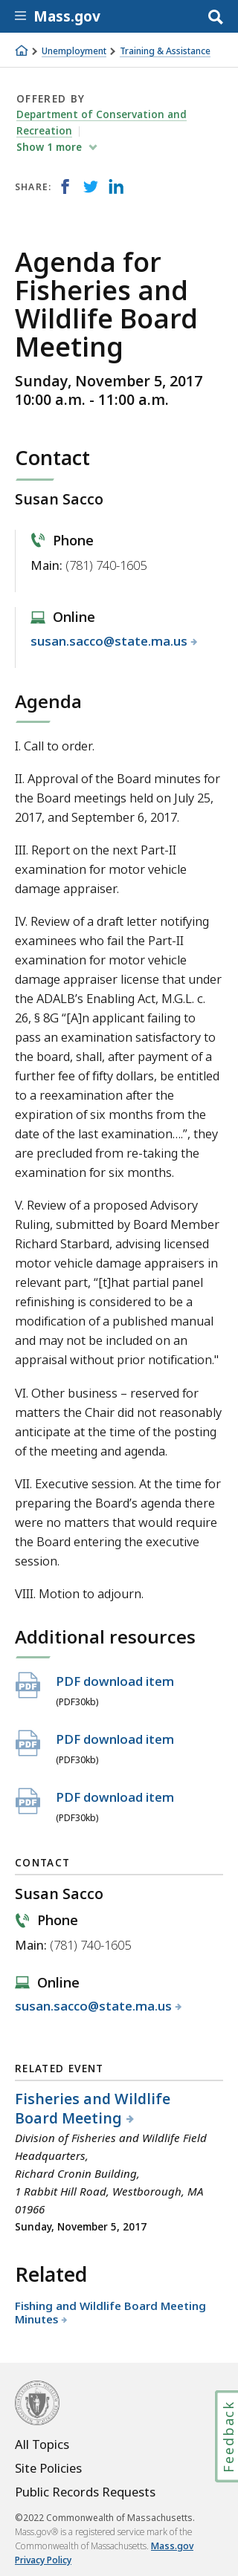 Mass.gov
Unemployment
Training & Assistance
OFFERED BY
Department of Conservation and
Recreation
Show 1 more
SHARE:
Agenda for
Fisheries and
Wildlife Board
Meeting
Sunday, November 5, 2017
10:00 a.m. - 11:00 a.m.
Contact
Susan Sacco
Phone
Main: (781) 740-1605
Online
susan.sacco@state.ma.us
Agenda
I. Call to order.
II. Approval of the Board minutes for
the Board meetings held on July 25,
2017, and September 6, 2017.
III. Report on the next Part-II
examination for motor vehicle
damage appraiser.
IV. Review of a draft letter notifying
examinees who fail the Part-II
examination for motor vehicle
damage appraiser license that under
the ADALB's Enabling Act, M.G.L. c.
26, § 8G “[A]n applicant failing to
pass an examination satisfactory to
the board, shall, after payment of a
further fee of fifty dollars, be entitled
to a reexamination after the
expiration of six months from the
date of the last examination….”, they
are precluded from re-taking the
examination for six months.
V. Review of a proposed Advisory
Ruling, submitted by Board Member
Richard Starbard, advising licensed
motor vehicle damage appraisers in
relevant part, “[t]hat partial panel
refinishing is considered to be a
modification of a published manual
and may not be included on an
appraisal without prior notification."
VI. Other business – reserved for
matters the Chair did not reasonably
anticipate at the time of the posting
of the meeting and agenda.
VII. Executive session. At the time for
preparing the Board’s agenda there
were no matters that would require
the Board entering the executive
session.
VIII. Motion to adjourn.
Additional resources
PDF
PDF download item
(PDF30kb)
PDF
PDF download item
(PDF30kb)
PDF
PDF download item
(PDF30kb)
CONTACT
Susan Sacco
Phone
Main: (781) 740-1605
Online
susan.sacco@state.ma.us
RELATED EVENT
Fisheries and Wildlife
Board Meeting
Division of Fisheries and Wildlife Field
Headquarters,
Richard Cronin Building,
1 Rabbit Hill Road, Westborough, MA
01966
Sunday, November 5, 2017
Related
Fishing and Wildlife Board Meeting
Minutes
Feedback
All Topics
Site Policies
Public Records Requests
©2022 Commonwealth of Massachusetts.
Mass.gov® is a registered service mark of the
Commonwealth of Massachusetts. Mass.gov
Privacy Policy